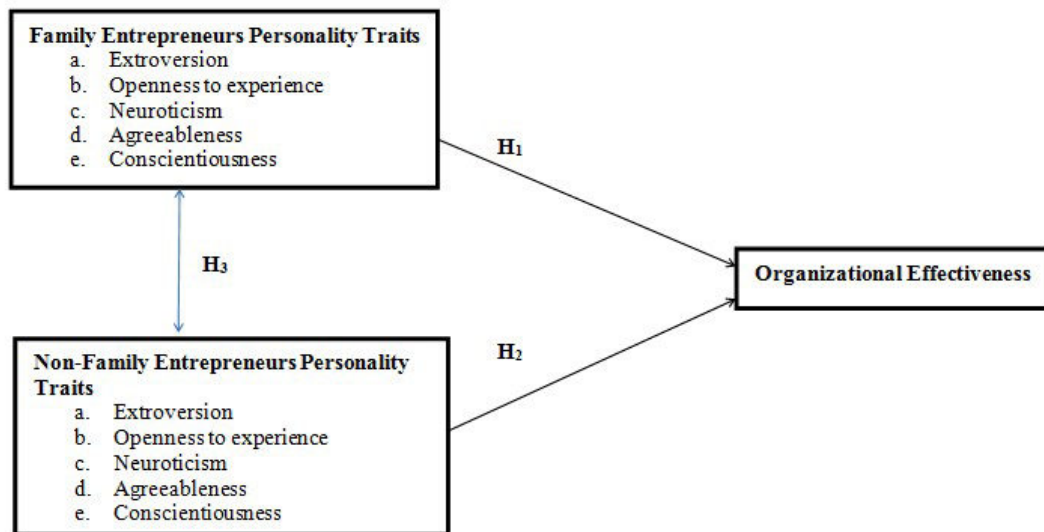 Family Entrepreneurs Personality Traits
a. Extroversion
b. Openness to experience
c. Neuroticism
d. Agreeableness
e. Conscientiousness
H₁
H₃
Organizational Effectiveness
H₂
Non-Family Entrepreneurs Personality
Traits
a. Extroversion
b. Openness to experience
c. Neuroticism
d. Agreeableness
e. Conscientiousness